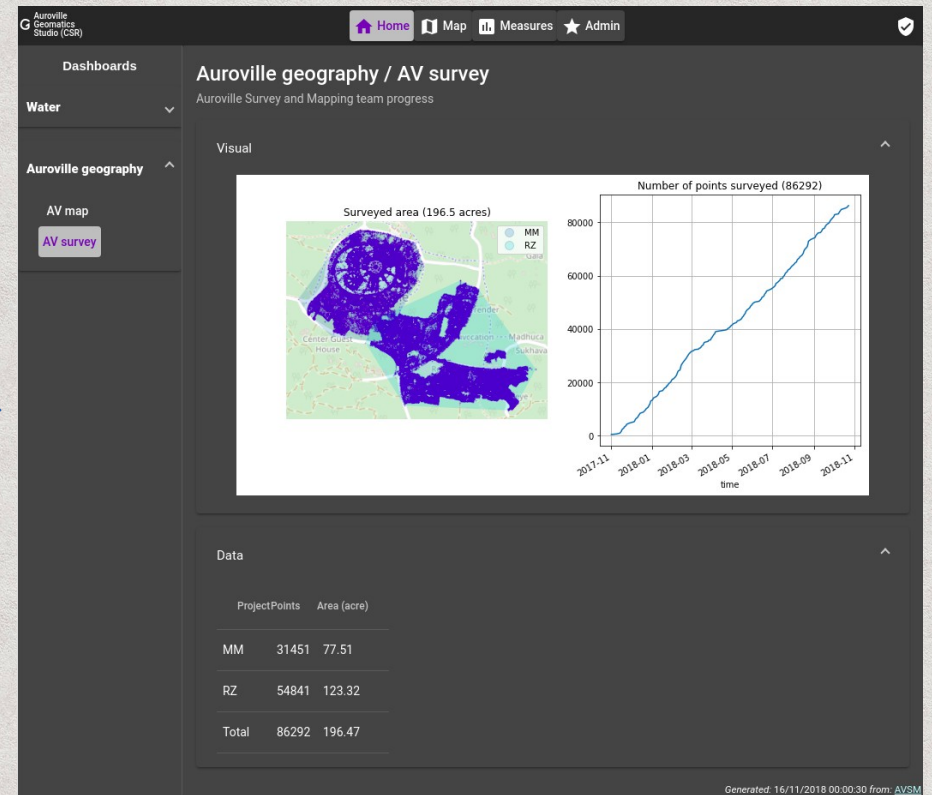 Auroville
Geomatics
Studio (CSR)
Home Map Measures Admin
Dashboards
Water
Auroville geography
AV map
AV survey
Auroville geography / AV survey
Auroville Survey and Mapping team progress
Visual
Surveyed area (196.5 acres)
MM
RZ
Center Guest
House
Madhuca
Sukhava
Number of points surveyed (86292)
80000
60000
40000
20000
0
2017-11 2018-01 2018-03 2018-05 2018-07 2018-09 2018-11
time
Data
Project Points Area (acre)
MM 31451 77.51
RZ 54841 123.32
Total 86292 196.47
Generated: 16/11/2018 00:00:30 from: AVSM